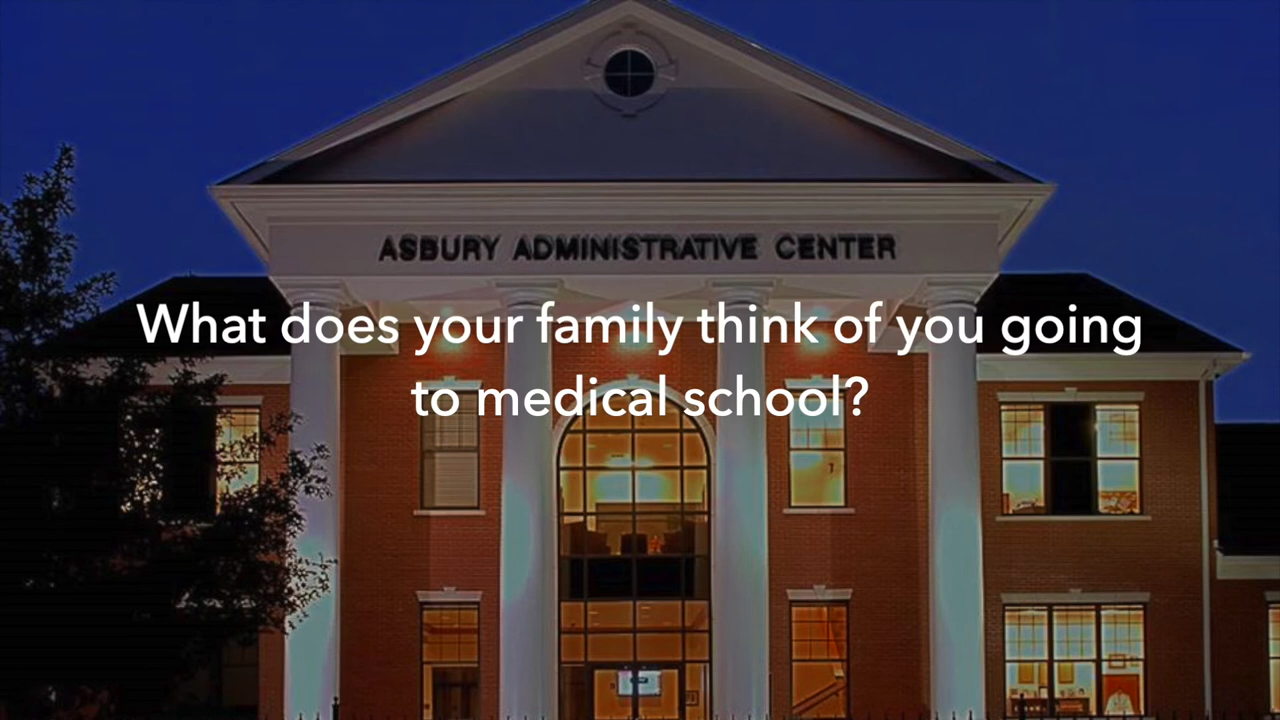 ASBURY ADMINISTRATIVE CENTER
What does your family think of you going
to medical school?